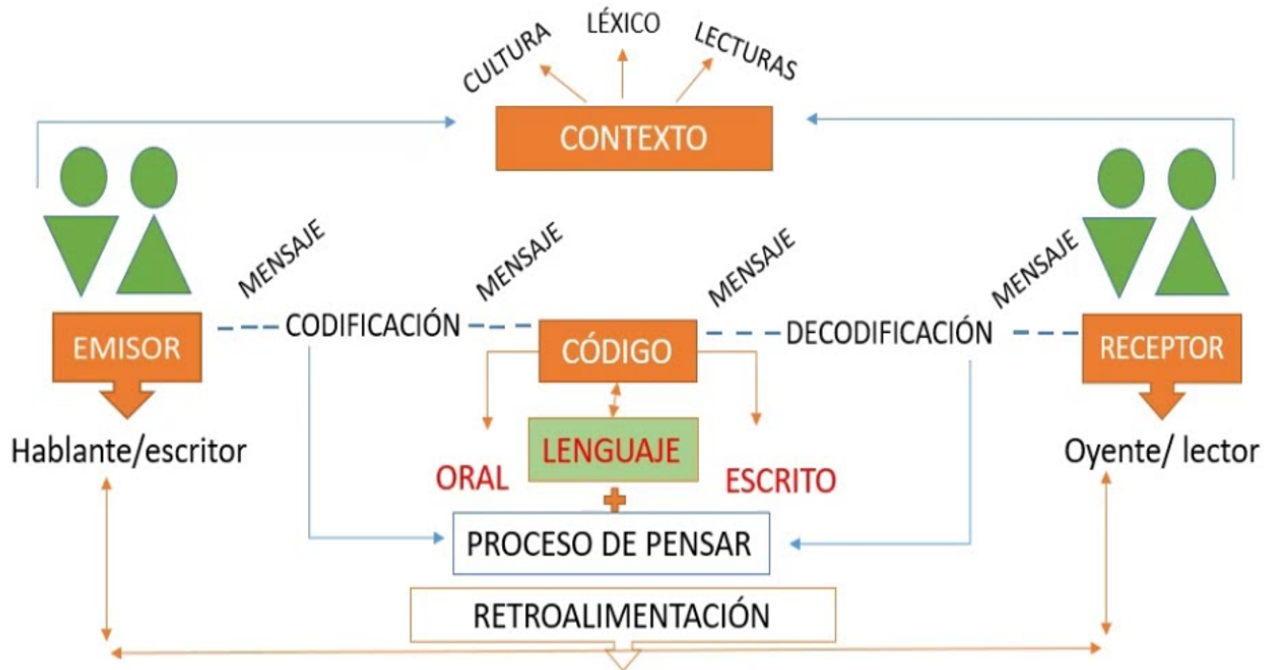 CULTURA
LÉXICO
LECTURAS
CONTEXTO
MENSAJE
MENSAJE
MENSAJE
MENSAJE
EMISOR
CODIFICACIÓN
CÓDIGO
DECODIFICACIÓN
RECEPTOR
Hablante/escritor
ORAL
LENGUAJE
ESCRITO
Oyente/ lector
PROCESO DE PENSAR
RETROALIMENTACIÓN